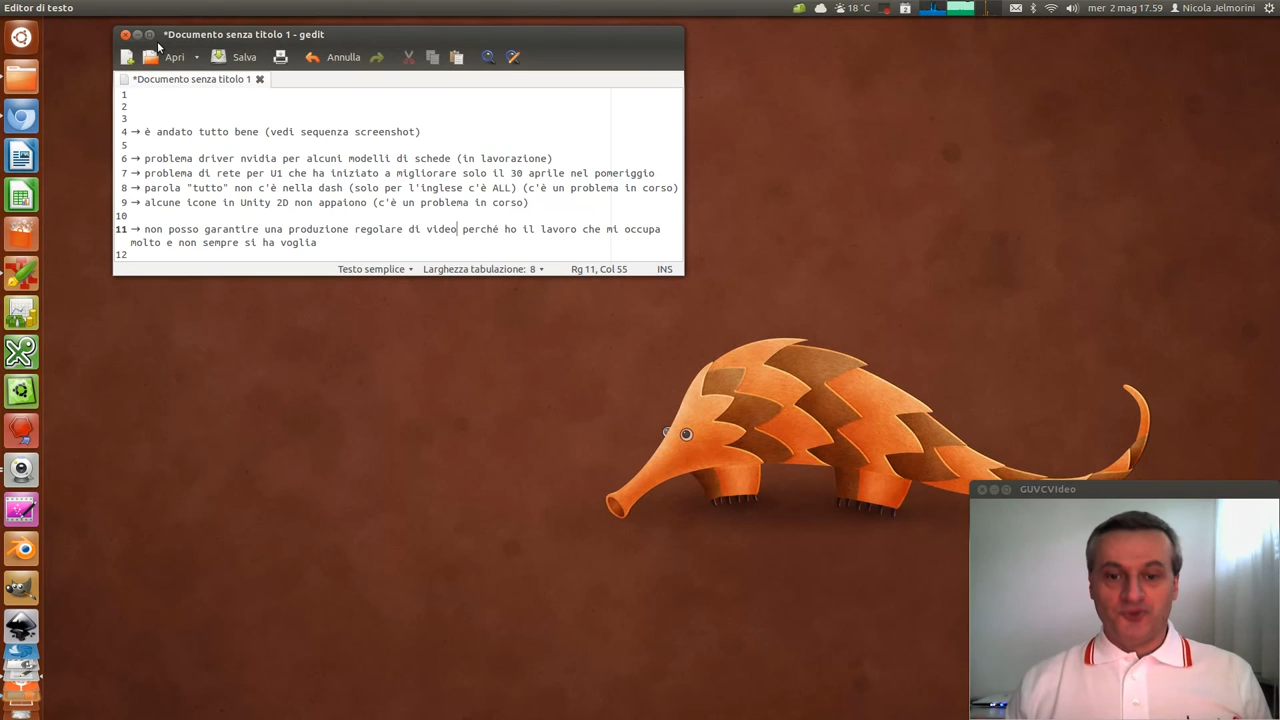 Editor di testo
18 °C
2
mer 2 mag 17.59
Nicola Jelmorini
*Documento senza titolo 1 - gedit
Apri
Salva
Annulla
*Documento senza titolo 1
1
2
3
4 → è andato tutto bene (vedi sequenza screenshot)
5
6 → problema driver nvidia per alcuni modelli di schede (in lavorazione)
7 → problema di rete per U1 che ha iniziato a migliorare solo il 30 aprile nel pomeriggio
8 → parola "tutto" non c'è nella dash (solo per l'inglese c'è ALL) (c'è un problema in corso)
9 → alcune icone in Unity 2D non appaiono (c'è un problema in corso)
10
11 → non posso garantire una produzione regolare di video perché ho il lavoro che mi occupa
molto e non sempre si ha voglia
12
Testo semplice
Larghezza tabulazione: 8
Rg 11, Col 55
INS
GUVCVideo